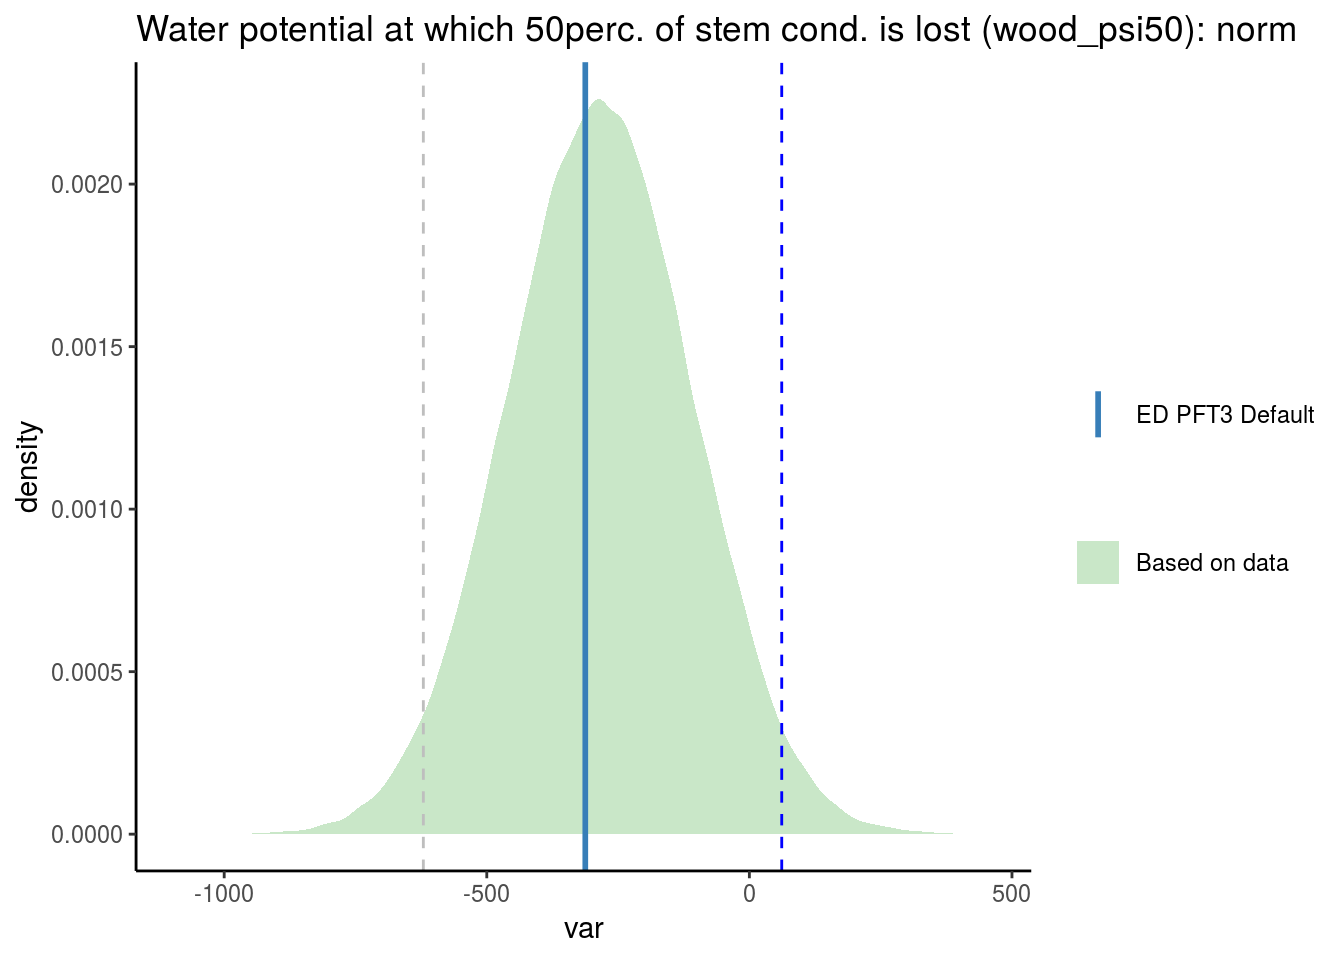 Water potential at which 50perc. of stem cond. is lost (wood_psi50): norm
0.0020
0.0015
0.0010
0.0005
0.0000
density
-1000
-500
0
500
var
ED PFT3 Default
Based on data